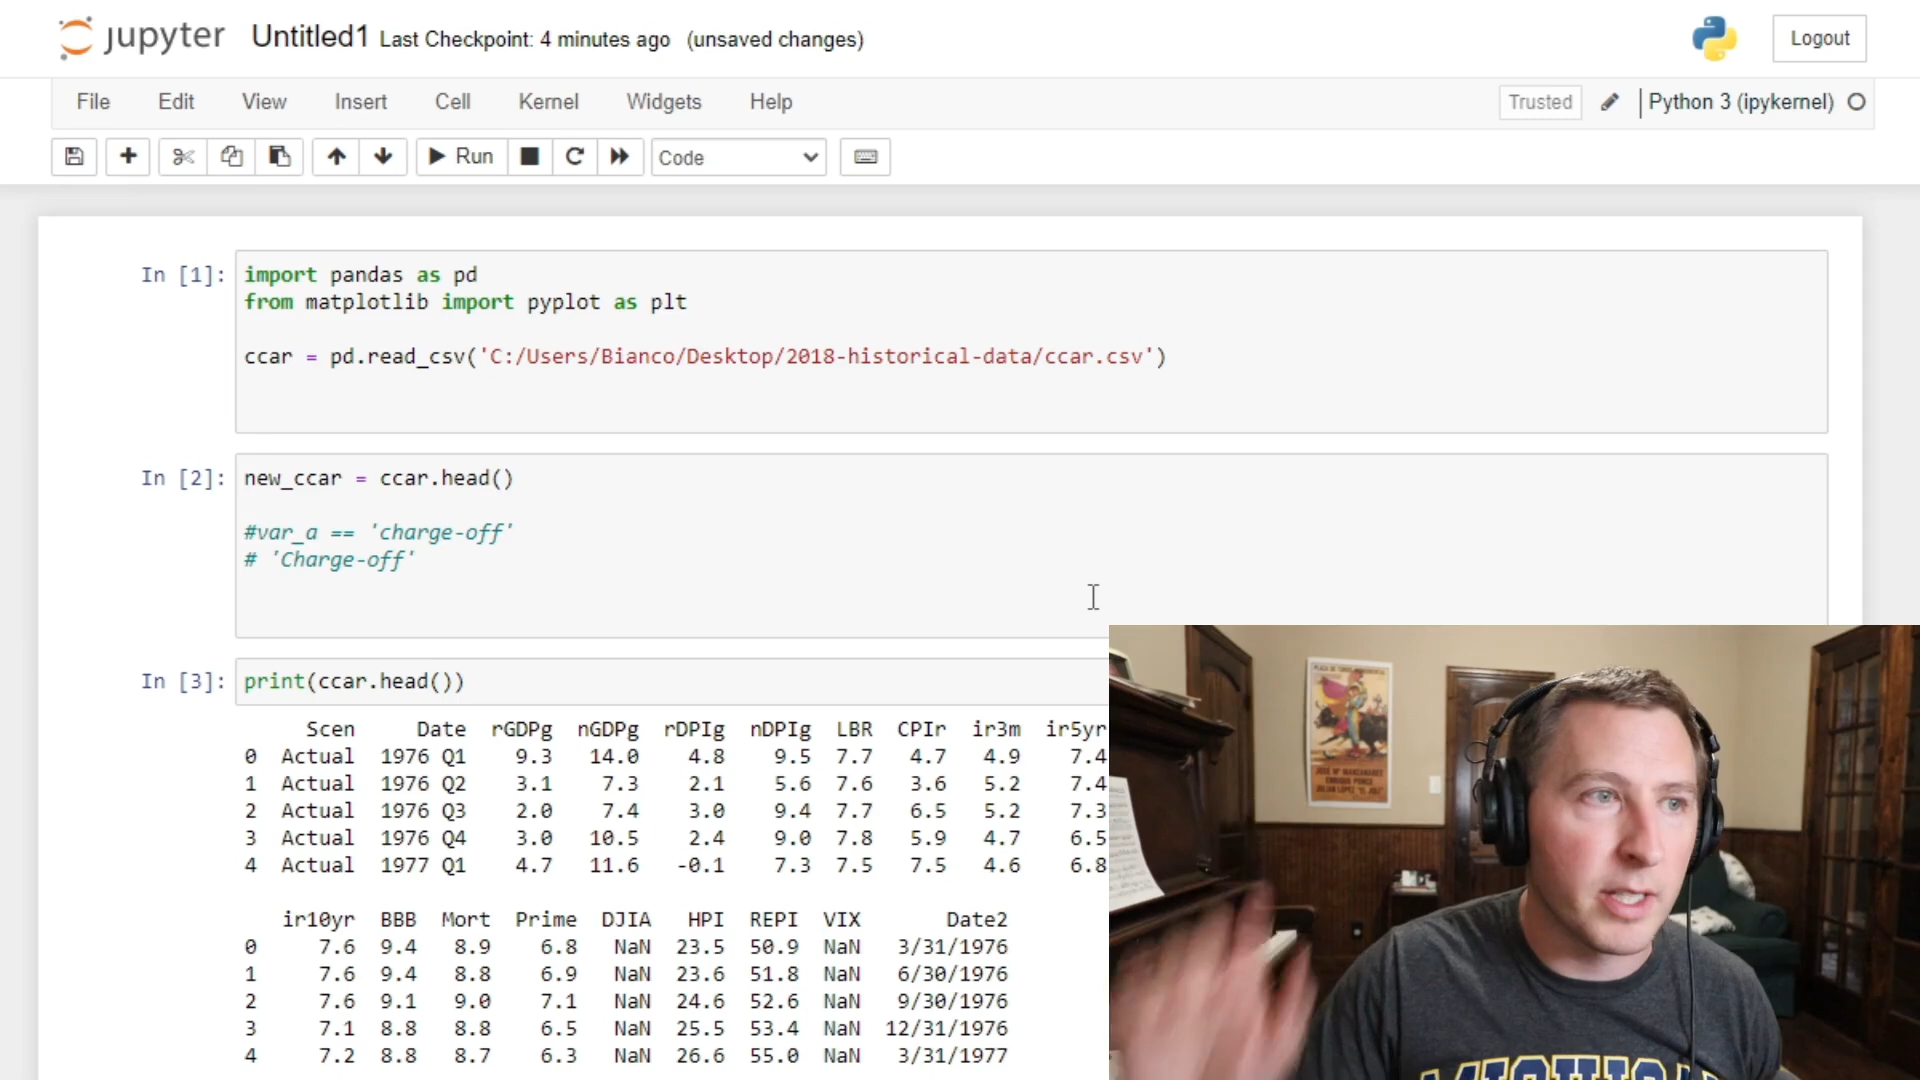 jupyter Untitled1 Last Checkpoint: 4 minutes ago (unsaved changes) Logout
File Edit View Insert Cell Kernel Widgets Help Trusted Python 3 (ipykernel)
Run Code
In [1]: import pandas as pd
from matplotlib import pyplot as plt
ccar = pd.read_csv('C:/Users/Bianco/Desktop/2018-historical-data/ccar.csv')
In [2]: new_ccar = ccar.head()
#var_a == 'charge-off'
# 'Charge-off'
In [3]: print(ccar.head())
Scen Date rGDPg nGDPg rDPIg nDPIg LBR CPIr ir3m ir5yr
0 Actual 1976 Q1 9.3 14.0 4.8 9.5 7.7 4.7 4.9 7.4
1 Actual 1976 Q2 3.1 7.3 2.1 5.6 7.6 3.6 5.2 7.4
2 Actual 1976 Q3 2.0 7.4 3.0 9.4 7.7 6.5 5.2 7.3
3 Actual 1976 Q4 3.0 10.5 2.4 9.0 7.8 5.9 4.7 6.5
4 Actual 1977 Q1 4.7 11.6 -0.1 7.3 7.5 7.5 4.6 6.8
ir10yr BBB Mort Prime DJIA HPI REPI VIX Date2
0 7.6 9.4 8.9 6.8 NaN 23.5 50.9 NaN 3/31/1976
1 7.6 9.4 8.8 6.9 NaN 23.6 51.8 NaN 6/30/1976
2 7.6 9.1 9.0 7.1 NaN 24.6 52.6 NaN 9/30/1976
3 7.1 8.8 8.8 6.5 NaN 25.5 53.4 NaN 12/31/1976
4 7.2 8.8 8.7 6.3 NaN 26.6 55.0 NaN 3/31/1977
MICHIGA